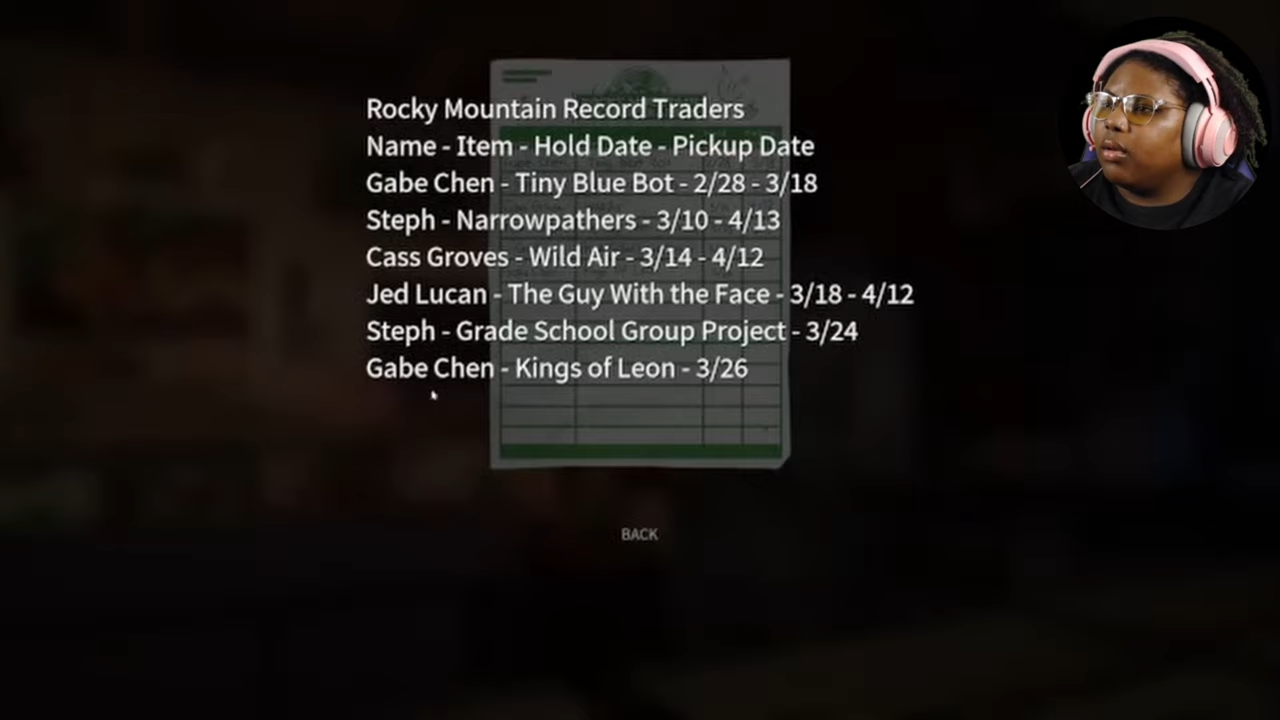 Rocky Mountain Record Traders
Name - Item - Hold Date - Pickup Date
Gabe Chen - Tiny Blue Bot - 2/28 - 3/18
Steph - Narrowpathers - 3/10 - 4/13
Cass Groves - Wild Air - 3/14 - 4/12
Jed Lucan - The Guy With the Face - 3/18 - 4/12
Steph - Grade School Group Project - 3/24
Gabe Chen - Kings of Leon - 3/26
BACK